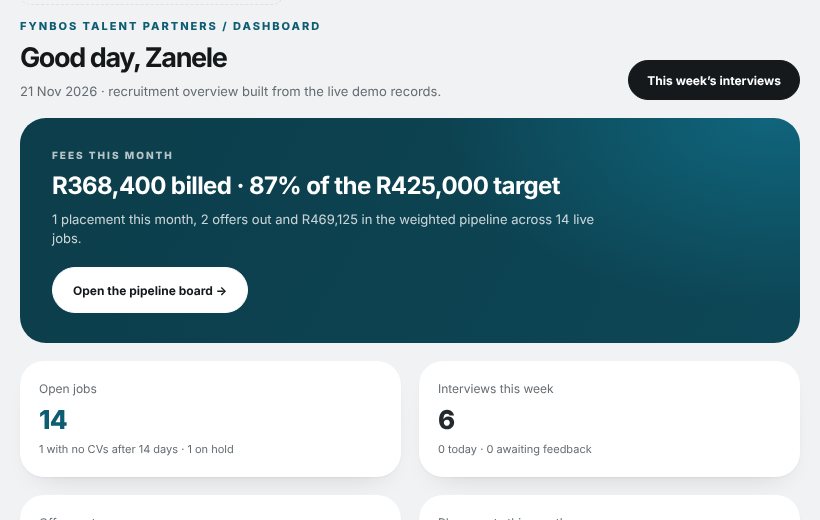 FYNBOS TALENT PARTNERS / DASHBOARD
Good day, Zanele
21 Nov 2026 · recruitment overview built from the live demo records.
This week's interviews
FEES THIS MONTH
R368,400 billed · 87% of the R425,000 target
1 placement this month, 2 offers out and R469,125 in the weighted pipeline across 14 live
jobs.
Open the pipeline board →
Open jobs
14
1 with no CVs after 14 days · 1 on hold
Interviews this week
6
0 today · 0 awaiting feedback